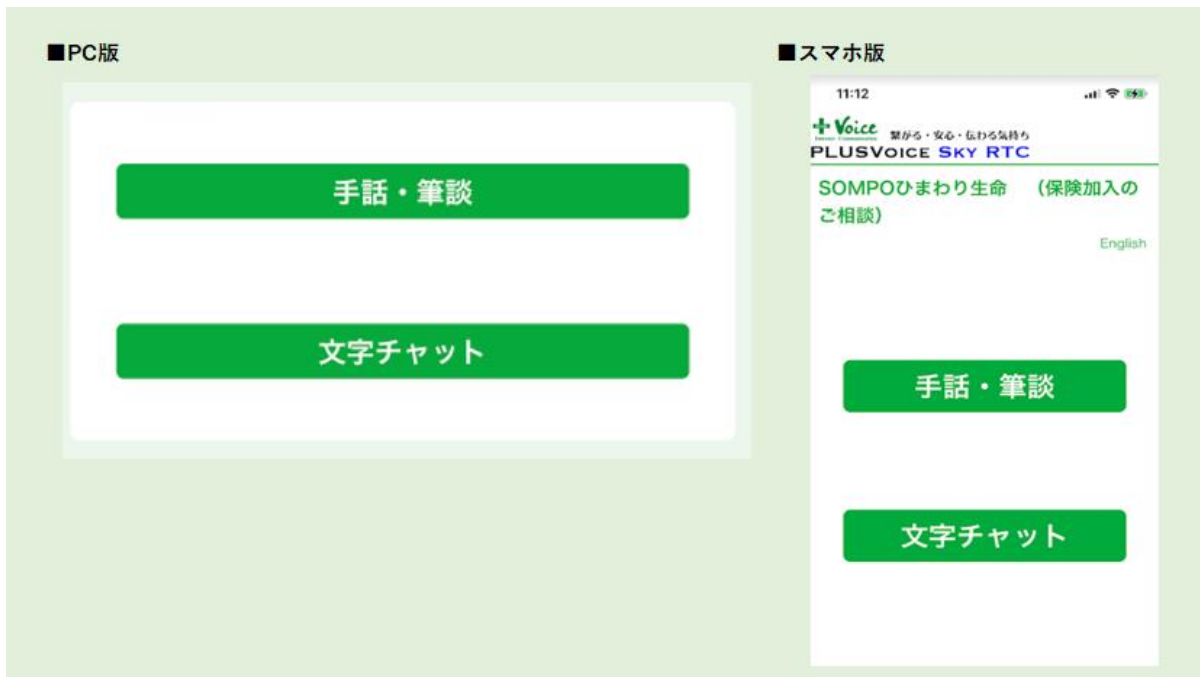 ■PC版
手話・筆談
文字チャット
■スマホ版
11:12
Voice 繋がる・安心・伝わる気持ち
PLUSVOICE SKY RTC
SOMPOひまわり生命　（保険加入の
ご相談）
English
手話・筆談
文字チャット